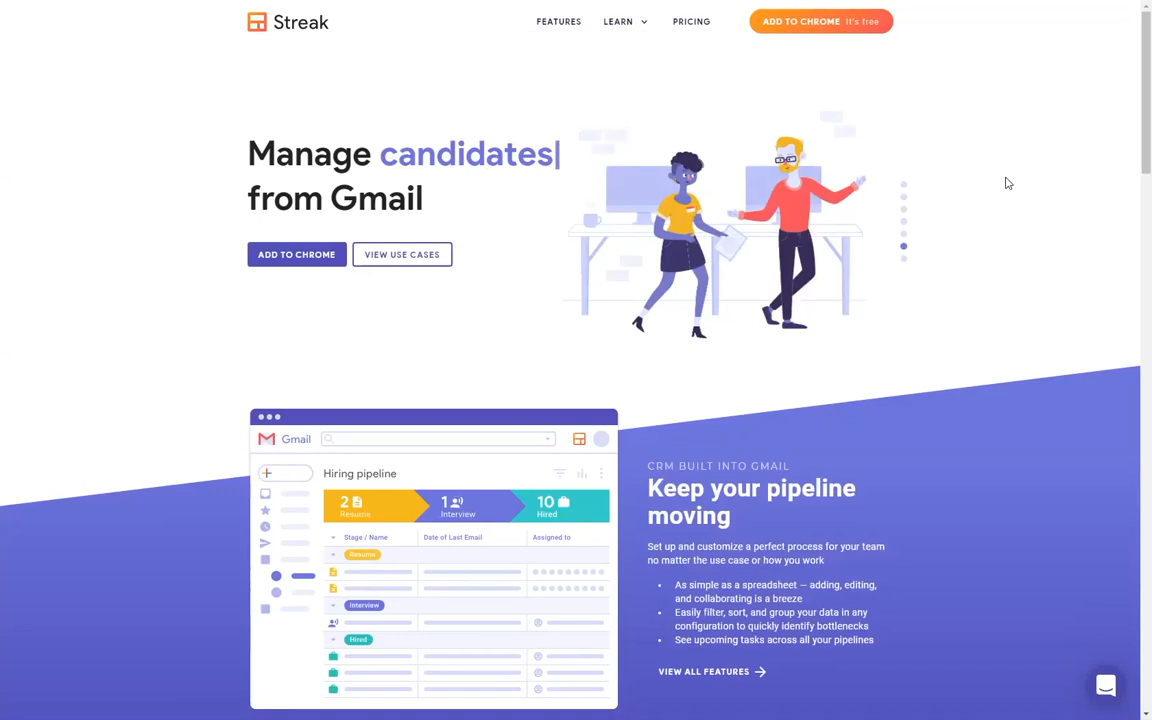 Streak
FEATURES
LEARN
PRICING
ADD TO CHROME It's free
Manage candidates|
from Gmail
ADD TO CHROME
VIEW USE CASES
Gmail
Hiring pipeline
2
Resume
1
Interview
10
Hired
Stage / Name
Date of Last Email
Assigned to
Resume
Interview
Hired
CRM BUILT INTO GMAIL
Keep your pipeline
moving
Set up and customize a perfect process for your team
no matter the use case or how you work
• As simple as a spreadsheet — adding, editing,
and collaborating is a breeze
• Easily filter, sort, and group your data in any
configuration to quickly identify bottlenecks
• See upcoming tasks across all your pipelines
VIEW ALL FEATURES